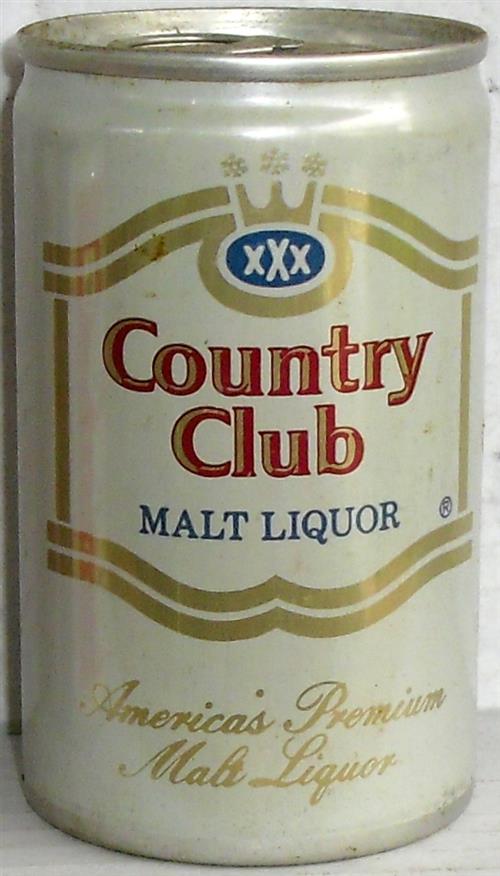 xXx
Country
Club
MALT LIQUOR ®
America's Premium
Malt Liquor